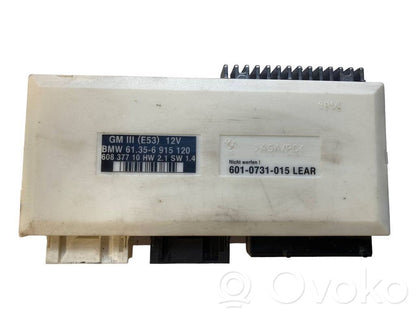 GM III (E53) 12V
BMW 61.35-6 915 120
608 377 10 HW 2.1 SW 1.4
Nicht werfen !
601-0731-015 LEAR
Ovoko